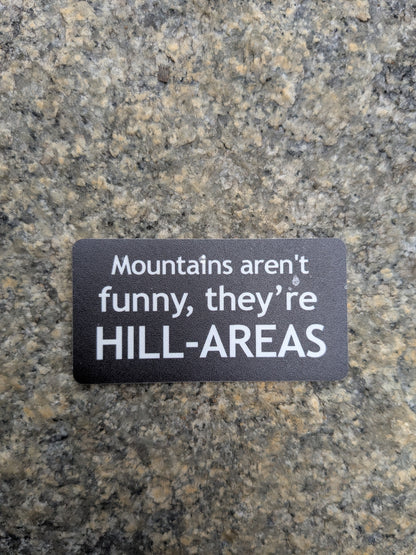 Mountains aren't
funny, they’re
HILL-AREAS